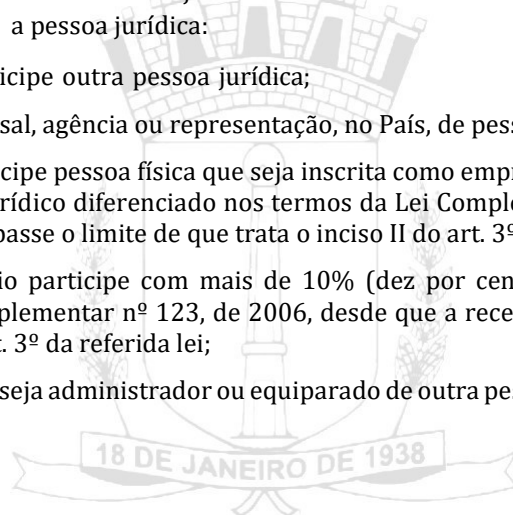 a pessoa jurídica:
icipe outra pessoa jurídica;
sal, agência ou representação, no País, de pes
cipe pessoa física que seja inscrita como empr
rídico diferenciado nos termos da Lei Comple
passe o limite de que trata o inciso II do art. 3º
io participe com mais de 10% (dez por cen
plementar nº 123, de 2006, desde que a rece
t. 3º da referida lei;
seja administrador ou equiparado de outra pes
18 DE JANEIRO DE 1938